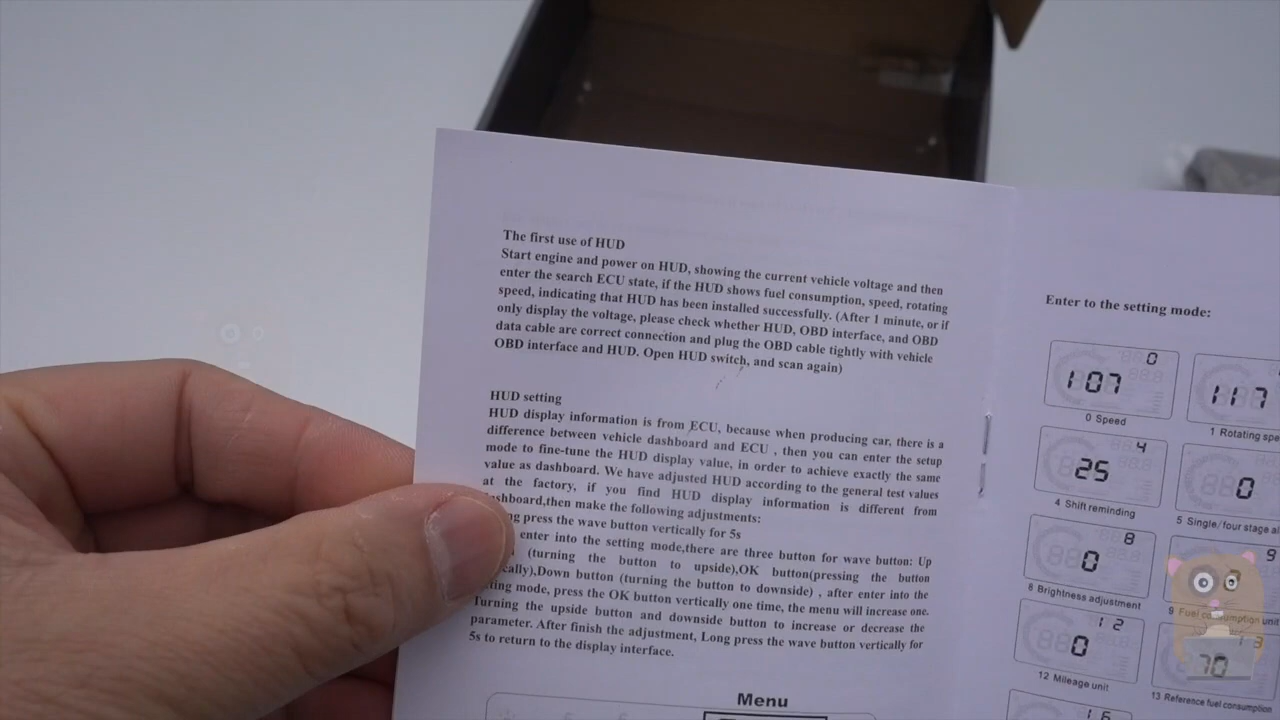 The first use of HUD
Start engine and power on HUD, showing the current vehicle voltage and then
enter the search ECU state, if the HUD shows fuel consumption, speed, rotating
speed, indicating that HUD has been installed successfully. (After 1 minute, or if
only display the voltage, please check whether HUD, OBD interface, and OBD
data cable are correct connection and plug the OBD cable tightly with vehicle
OBD interface and HUD. Open HUD switch, and scan again)
HUD setting
HUD display information is from ECU, because when producing car, there is a
difference between vehicle dashboard and ECU , then you can enter the setup
mode to fine-tune the HUD display value, in order to achieve exactly the same
value as dashboard. We have adjusted HUD according to the general test values
at the factory, if you find HUD display information is different from
ashboard,then make the following adjustments:
press the wave button vertically for 5s
enter into the setting mode,there are three button for wave button: Up
(turning the button to upside),OK button(pressing the button
cally),Down button (turning the button to downside) , after enter into the
ting mode, press the OK button vertically one time, the menu will increase one.
Turning the upside button and downside button to increase or decrease the
parameter. After finish the adjustment, Long press the wave button vertically for
5s to return to the display interface.
Menu
Enter to the setting mode:
0
107
117
0 Speed
1 Rotating spe
4
25
0
4 Shift reminding
5 Single/four stage al
8
0
9
8 Brightness adjustment
9 Fuel consumption unit
12
0
13
70
12 Mileage unit
13 Reference fuel consumption
16